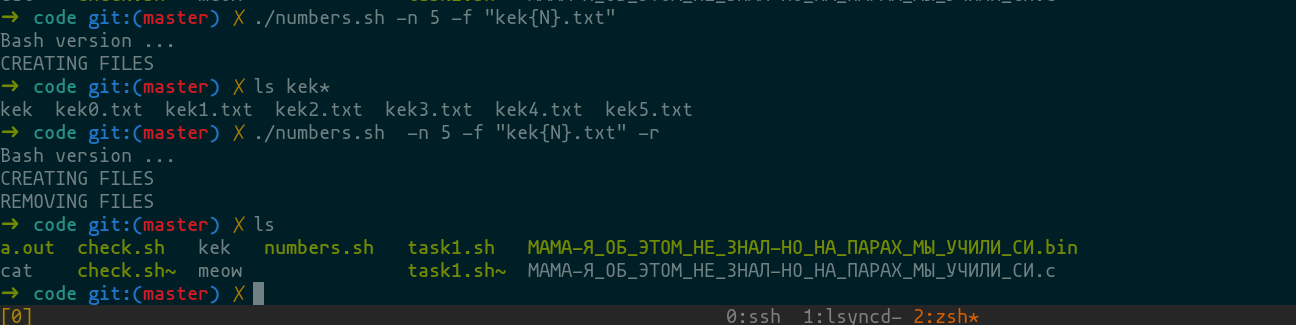 ➜ code git:(master) ✗ ./numbers.sh -n 5 -f "kek{N}.txt"
Bash version ...
CREATING FILES
➜ code git:(master) ✗ ls kek*
kek kek0.txt kek1.txt kek2.txt kek3.txt kek4.txt kek5.txt
➜ code git:(master) ✗ ./numbers.sh  -n 5 -f "kek{N}.txt" -r
Bash version ...
CREATING FILES
REMOVING FILES
➜ code git:(master) ✗ ls
a.out check.sh kek numbers.sh task1.sh МАМА-Я_ОБ_ЭТОМ_НЕ_ЗНАЛ-НО_НА_ПАРАХ_МЫ_УЧИЛИ_СИ.bin
cat check.sh~ meow task1.sh~ МАМА-Я_ОБ_ЭТОМ_НЕ_ЗНАЛ-НО_НА_ПАРАХ_МЫ_УЧИЛИ_СИ.c
➜ code git:(master) ✗
[0] 0:ssh 1:lsyncd- 2:zsh*